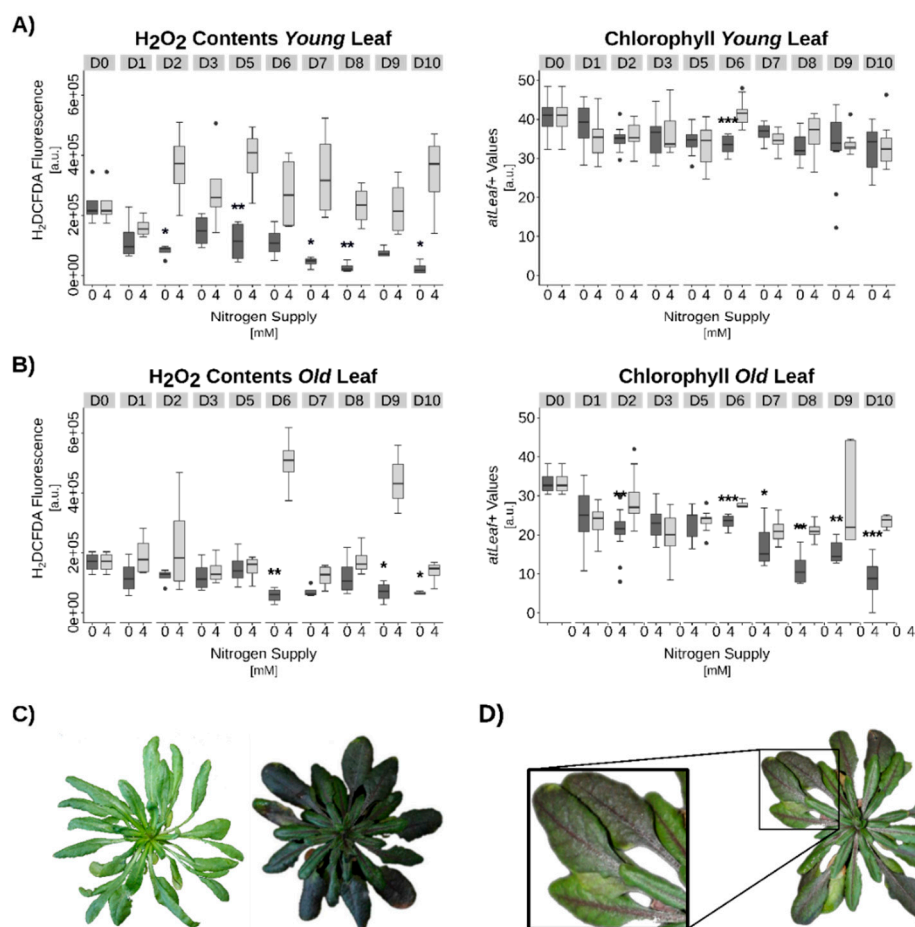 A)
H2O2 Contents Young Leaf
D0 D1 D2 D3 D5 D6 D7 D8 D9 D10
H2DCFDA Fluorescence
[a.u.]
6e+05
4e+05
2e+05
0e+00
* ** * ** *
0 4 0 4 0 4 0 4 0 4 0 4 0 4 0 4 0 4 0 4
Nitrogen Supply
[mM]
Chlorophyll Young Leaf
D0 D1 D2 D3 D5 D6 D7 D8 D9 D10
atLeaf+ Values
[a.u.]
50
40
30
20
10
0
***
0 4 0 4 0 4 0 4 0 4 0 4 0 4 0 4 0 4 0 4
Nitrogen Supply
[mM]
B)
H2O2 Contents Old Leaf
D0 D1 D2 D3 D5 D6 D7 D8 D9 D10
H2DCFDA Fluorescence
[a.u.]
6e+05
4e+05
2e+05
0e+00
** * *
0 4 0 4 0 4 0 4 0 4 0 4 0 4 0 4 0 4 0 4
Nitrogen Supply
[mM]
Chlorophyll Old Leaf
D0 D1 D2 D3 D5 D6 D7 D8 D9 D10
atLeaf+ Values
[a.u.]
50
40
30
20
10
0
** *** * ** ** ***
0 4 0 4 0 4 0 4 0 4 0 4 0 4 0 4 0 4 0 4
Nitrogen Supply
[mM]
C)
D)